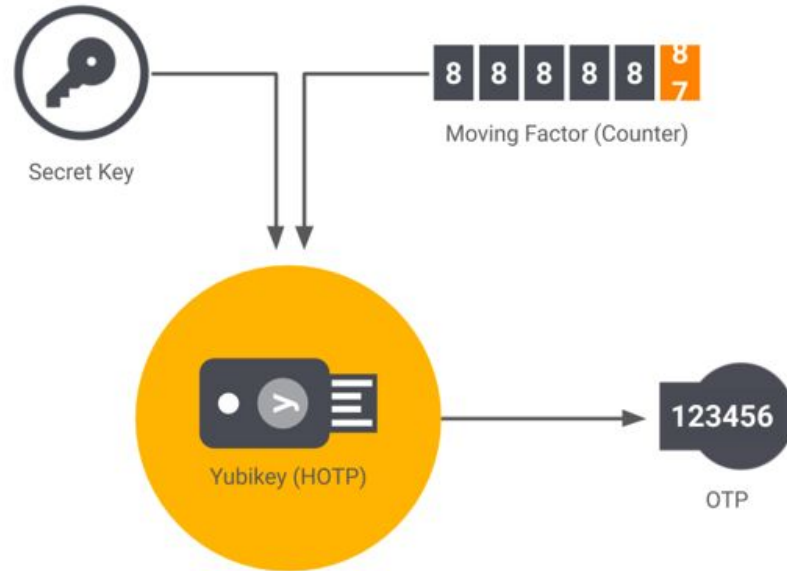 8 8 8 8 8 8 7
Moving Factor (Counter)
Secret Key
y
Yubikey (HOTP)
123456
OTP